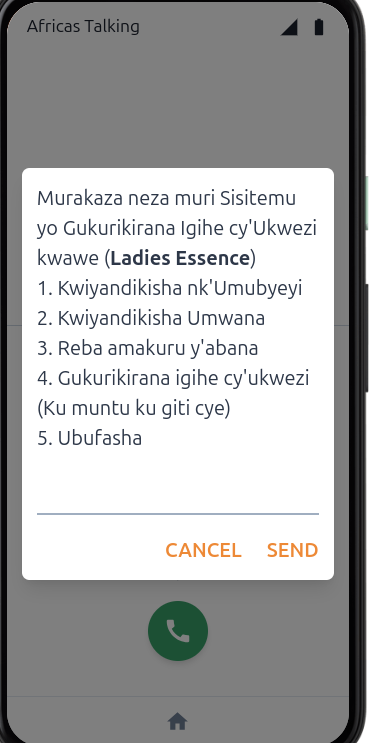 Africas Talking
Murakaza neza muri Sisitemu
yo Gukurikirana Igihe cy'Ukwezi
kwawe (Ladies Essence)
1. Kwiyandikisha nk'Umubyeyi
2. Kwiyandikisha Umwana
3. Reba amakuru y'abana
4. Gukurikirana igihe cy'ukwezi
(Ku muntu ku giti cye)
5. Ubufasha
CANCEL SEND